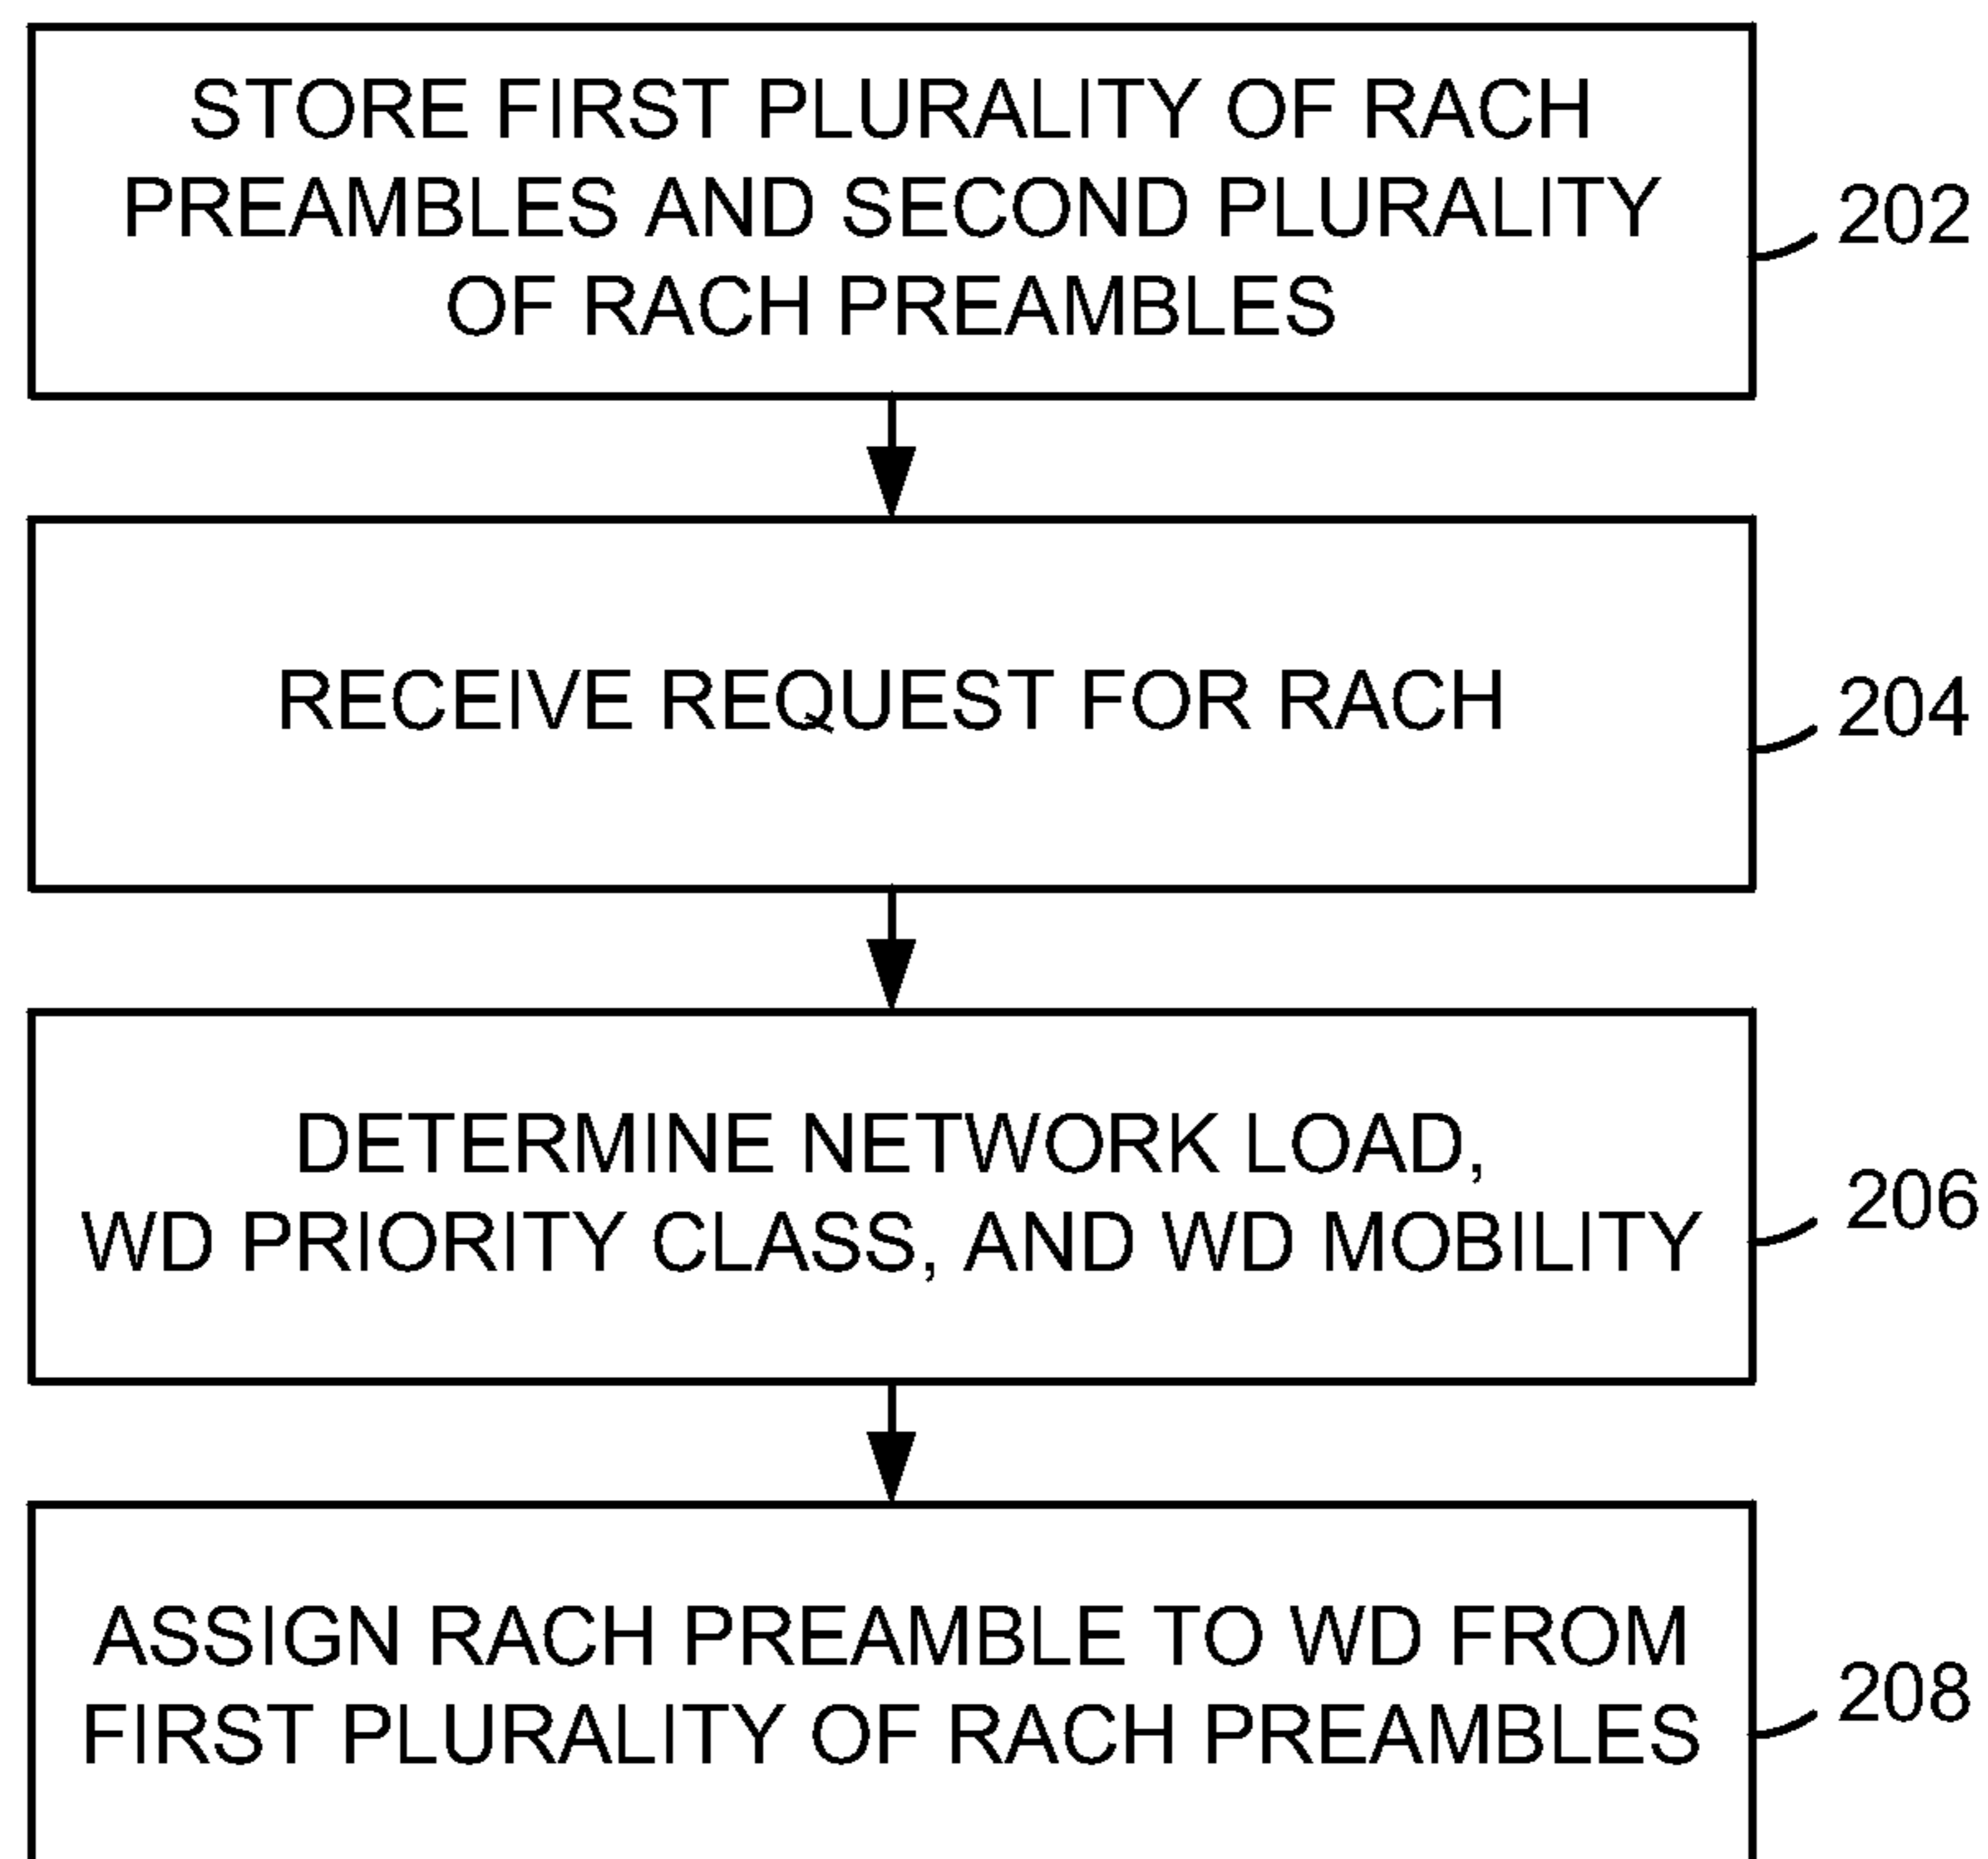 STORE FIRST PLURALITY OF RACH
PREAMBLES AND SECOND PLURALITY
OF RACH PREAMBLES
202
RECEIVE REQUEST FOR RACH
204
DETERMINE NETWORK LOAD,
WD PRIORITY CLASS, AND WD MOBILITY
206
ASSIGN RACH PREAMBLE TO WD FROM
FIRST PLURALITY OF RACH PREAMBLES
208